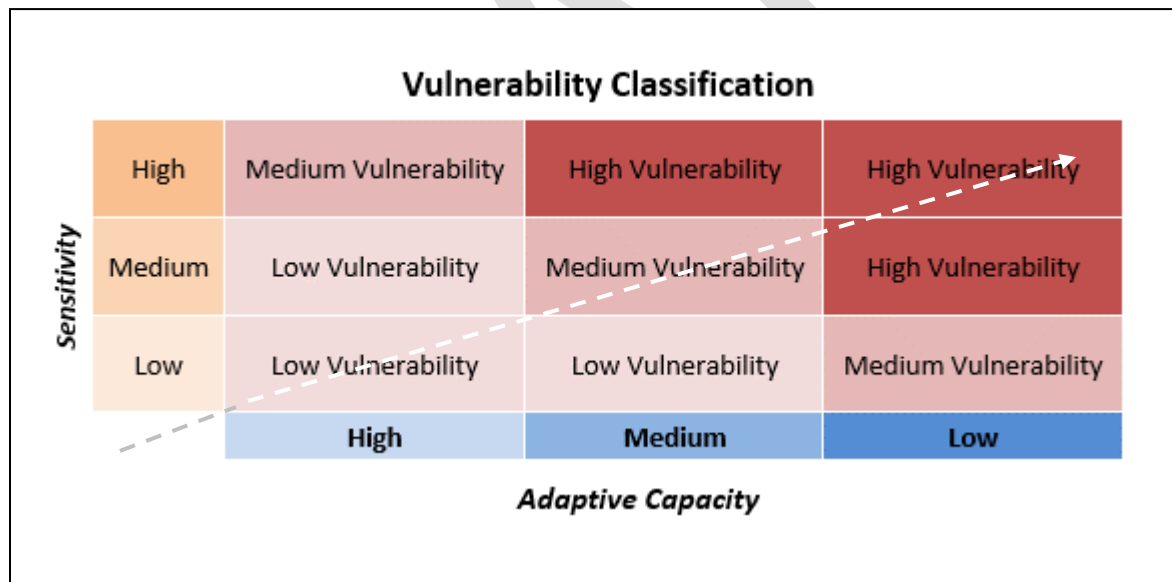 Vulnerability Classification
Sensitivity
High Medium Vulnerability High Vulnerability High Vulnerability
Medium Low Vulnerability Medium Vulnerability High Vulnerability
Low Low Vulnerability Low Vulnerability Medium Vulnerability
High Medium Low
Adaptive Capacity